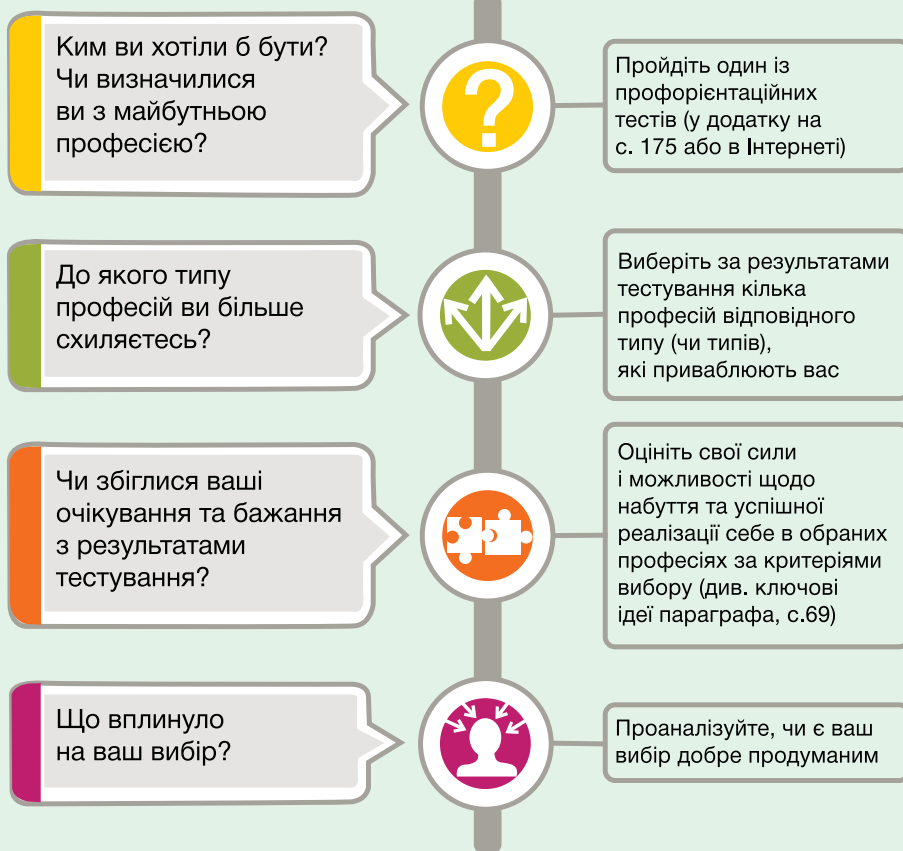 Ким ви хотіли б бути?
Чи визначилися
ви з майбутньою
професією?
Пройдіть один із
профорієнтаційних
тестів (у додатку на
с. 175 або в Інтернеті)
До якого типу
професій ви більше
схиляєтесь?
Виберіть за результатами
тестування кілька
професій відповідного
типу (чи типів),
які приваблюють вас
Чи збіглися ваші
очікування та бажання
з результатами
тестування?
Оцініть свої сили
і можливості щодо
набуття та успішної
реалізації себе в обраних
професіях за критеріями
вибору (див. ключові
ідеї параграфа, с.69)
Що вплинуло
на ваш вибір?
Проаналізуйте, чи є ваш
вибір добре продуманим